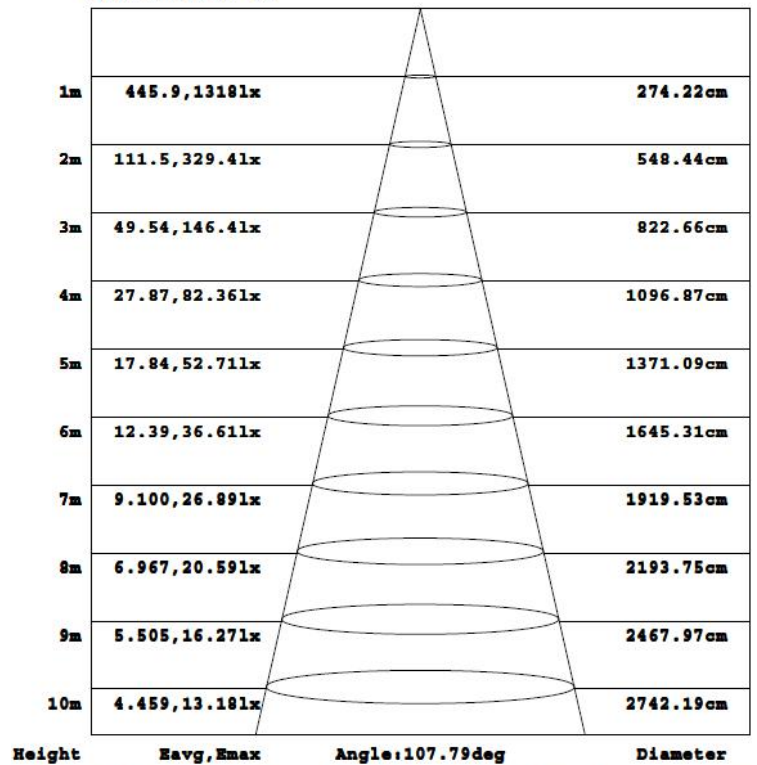 1m 445.9,1318lx 274.22cm
2m 111.5,329.4lx 548.44cm
3m 49.54,146.4lx 822.66cm
4m 27.87,82.36lx 1096.87cm
5m 17.84,52.71lx 1371.09cm
6m 12.39,36.61lx 1645.31cm
7m 9.100,26.89lx 1919.53cm
8m 6.967,20.59lx 2193.75cm
9m 5.505,16.27lx 2467.97cm
10m 4.459,13.18lx 2742.19cm
Height Eavg,Emax Angle:107.79deg Diameter